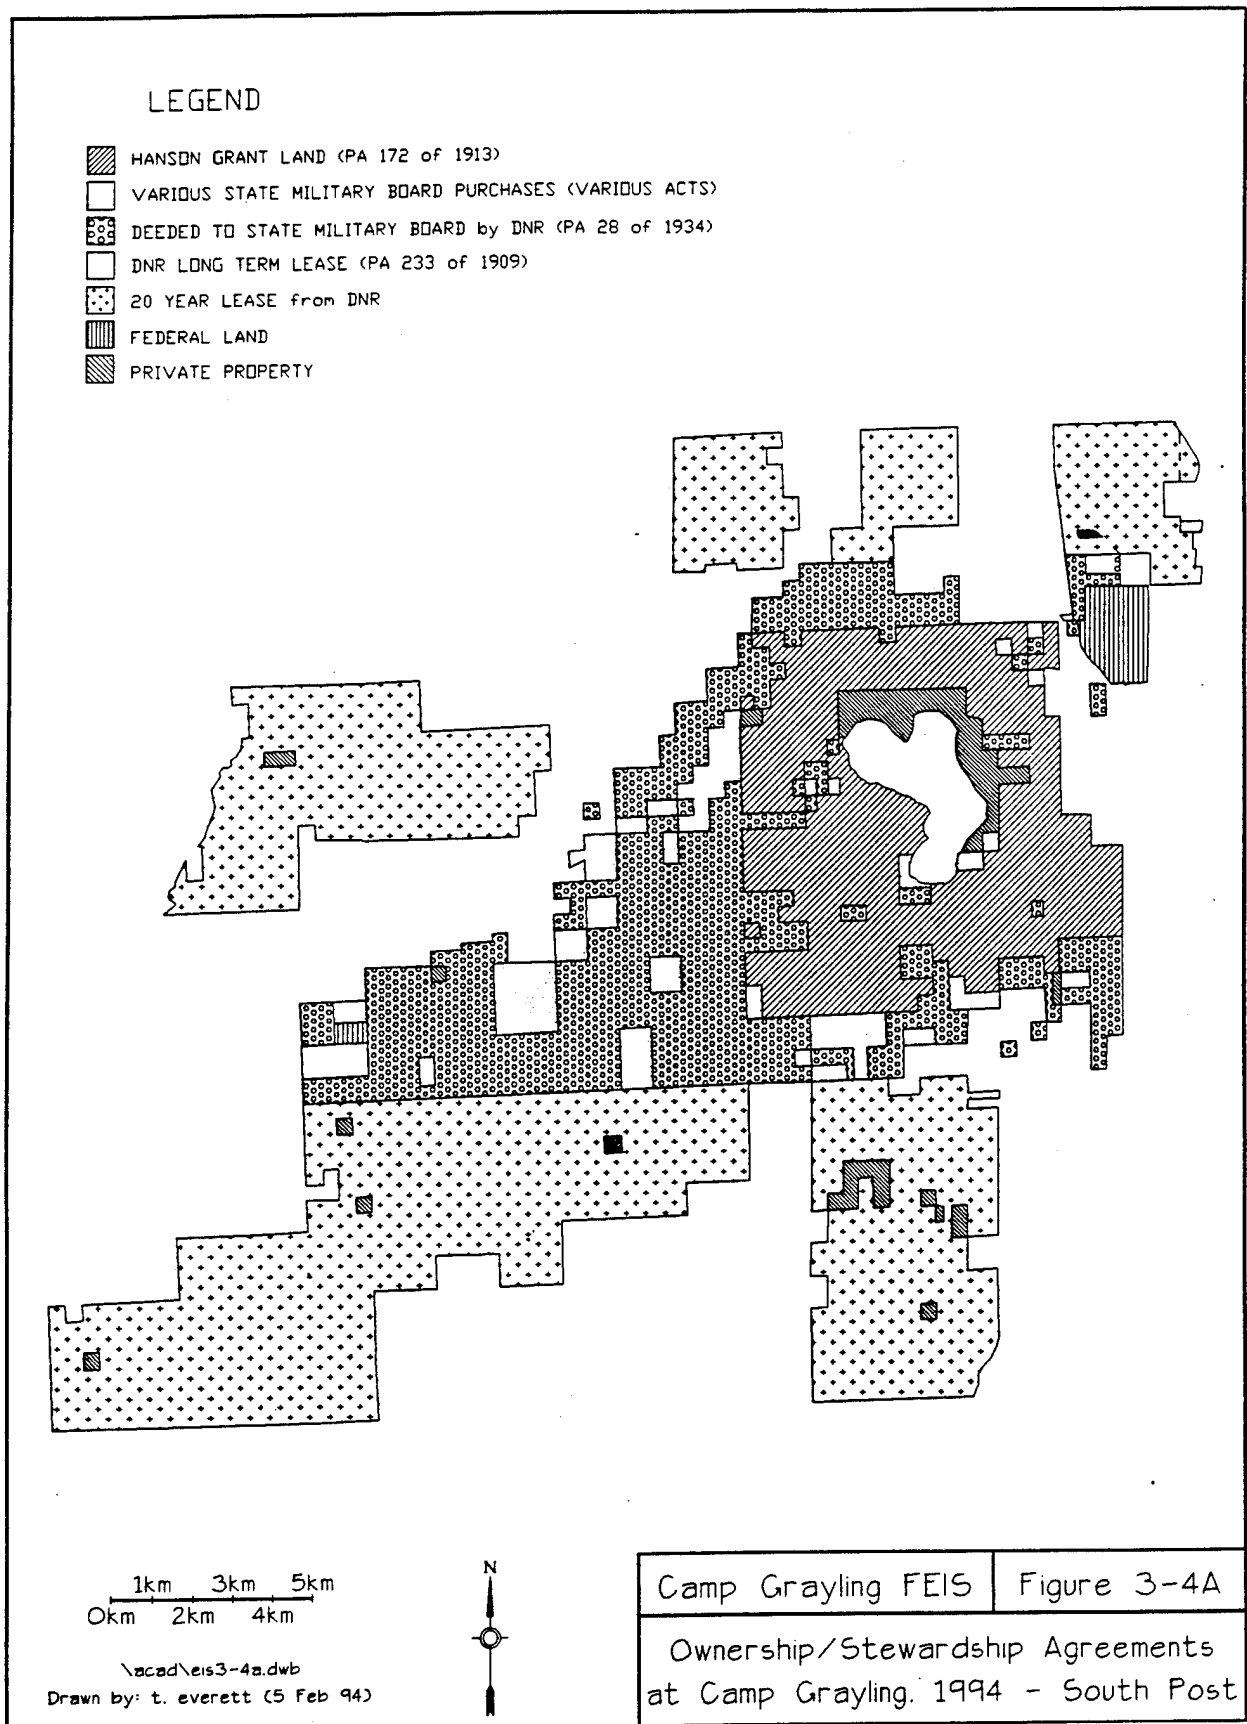 LEGEND
HANSON GRANT LAND (PA 172 of 1913)
VARIOUS STATE MILITARY BOARD PURCHASES (VARIOUS ACTS)
DEEDED TO STATE MILITARY BOARD by DNR (PA 28 of 1934)
DNR LONG TERM LEASE (PA 233 of 1909)
20 YEAR LEASE from DNR
FEDERAL LAND
PRIVATE PROPERTY
1km 3km 5km
0km 2km 4km
\acad\eis3-4a.dwb
Drawn by: t. everett (5 Feb 94)
N
Camp Grayling FEIS
Figure 3-4A
Ownership/Stewardship Agreements
at Camp Grayling. 1994 - South Post